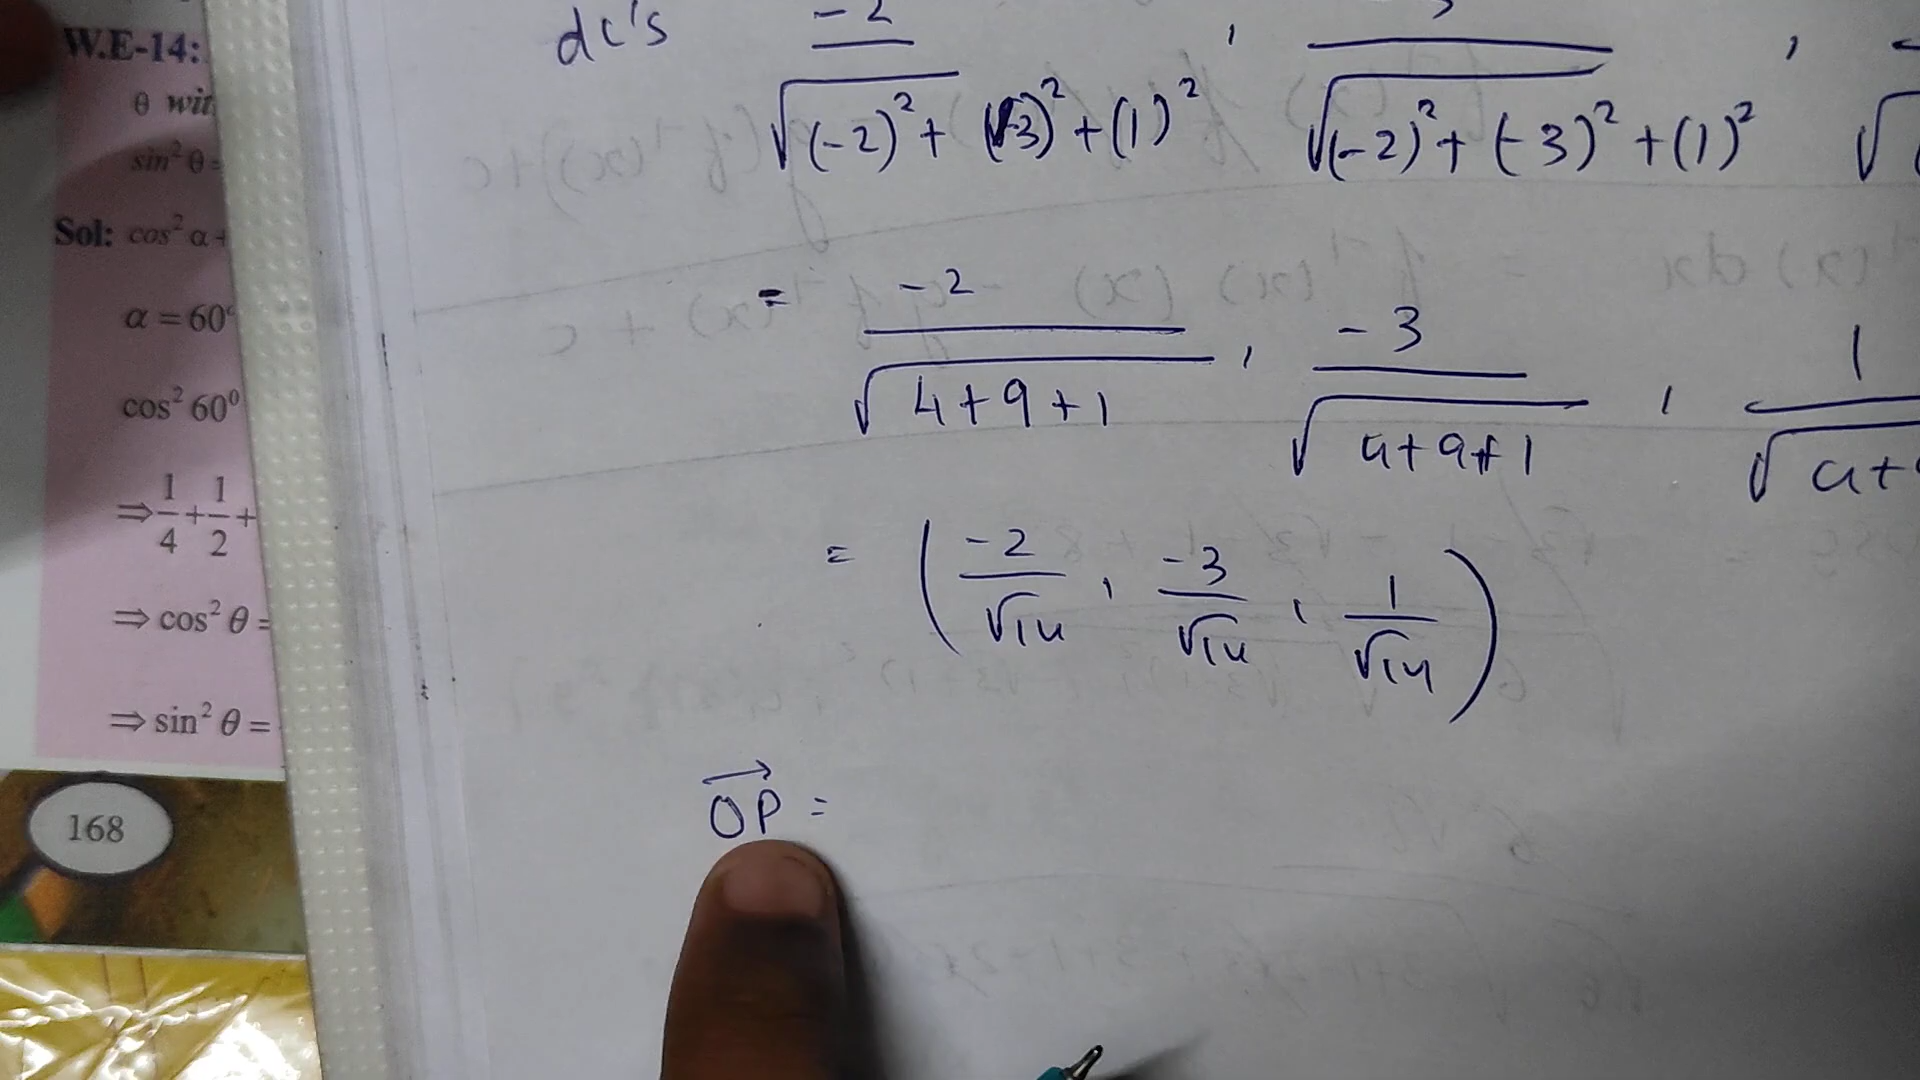 W.E-14:
θ wit
sin² θ =
Sol: cos² α +
α = 60°
cos² 60⁰
⇒ 1/4 + 1/2 +
⇒ cos² θ =
⇒ sin² θ =
168
dc's -2/√((-2)²+(-3)²+(1)²) , /√((-2)²+(-3)²+(1)²) ,
= -2/√(4+9+1) , -3/√(4+9+1) , 1/√(4+
= (-2/√14 , -3/√14 , 1/√14)
OP⃗ =